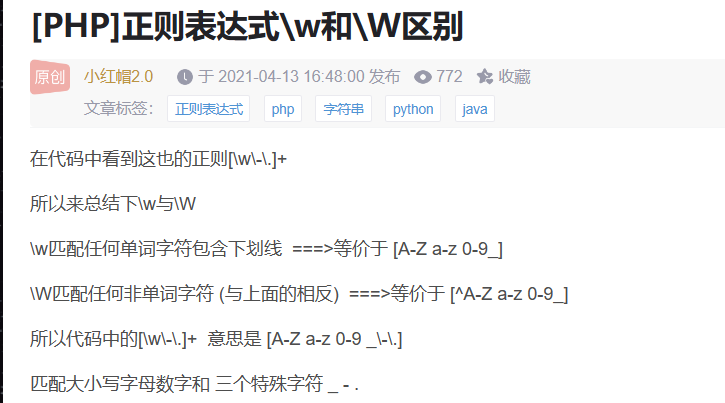 [PHP]正则表达式\w和\W区别
原创 小红帽2.0 于 2021-04-13 16:48:00 发布 772 收藏
文章标签： 正则表达式 php 字符串 python java
在代码中看到这也的正则[\w\-\.]+
所以来总结下\w与\W
\w匹配任何单词字符包含下划线 ===>等价于 [A-Z a-z 0-9_]
\W匹配任何非单词字符 (与上面的相反) ===>等价于 [^A-Z a-z 0-9_]
所以代码中的[\w\-\.]+ 意思是 [A-Z a-z 0-9 _\-\.]
匹配大小写字母数字和 三个特殊字符 _ - .